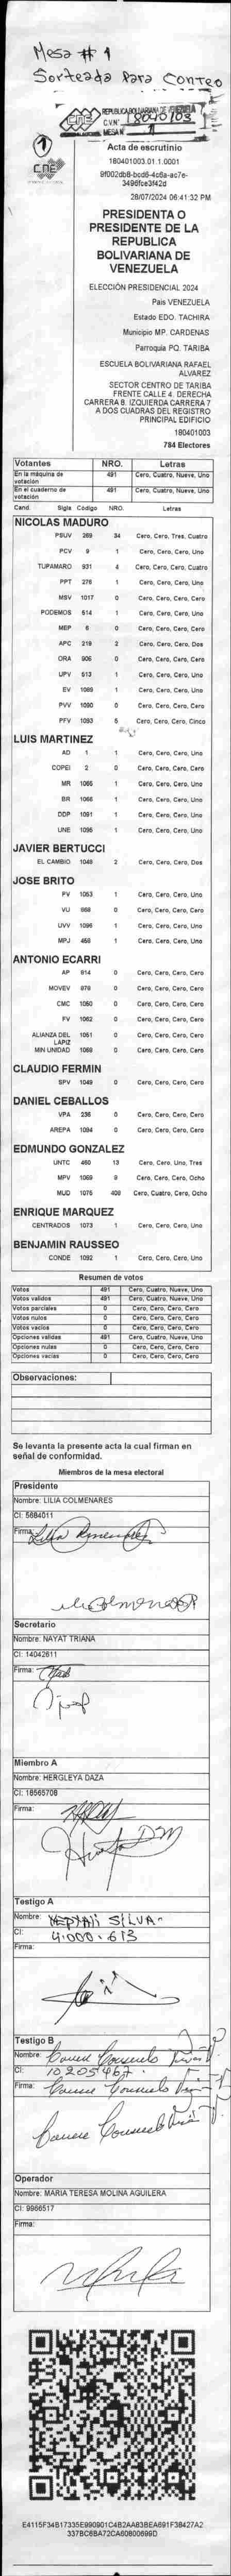 Mesa # 1
Sorteada Para Conteo
CNE
REPUBLICA BOLIVARIANA DE VENEZUELA
C.V.N° 18040103
MESA N° 1
1
CNE
Acta de escrutinio
180401003.01.1.0001
28/07/2024 06:41:32 PM
PRESIDENTA O
PRESIDENTE DE LA
REPUBLICA
BOLIVARIANA DE
VENEZUELA
ELECCIÓN PRESIDENCIAL 2024
Pais VENEZUELA
Estado EDO. TACHIRA
Municipio MP. CARDENAS
Parroquia PQ. TARIBA
ESCUELA BOLIVARIANA RAFAEL
ALVAREZ
SECTOR CENTRO DE TARIBA
FRENTE CALLE 4. DERECHA
CARRERA 8. IZQUIERDA CARRERA 7
A DOS CUADRAS DEL REGISTRO
PRINCIPAL EDIFICIO
180401003
784 Electores
Votantes NRO. Letras
En la máquina de votación 491 Cero, Cuatro, Nueve, Uno
En el cuaderno de votación 491 Cero, Cuatro, Nueve, Uno
Cand. Sigla Código NRO. Letras
NICOLAS MADURO
PSUV 269 34 Cero, Cero, Tres, Cuatro
PCV 9 1 Cero, Cero, Cero, Uno
TUPAMARO 931 4 Cero, Cero, Cero, Cuatro
PPT 276 1 Cero, Cero, Cero, Uno
MSV 1017 0 Cero, Cero, Cero, Cero
PODEMOS 514 1 Cero, Cero, Cero, Uno
MEP 6 0 Cero, Cero, Cero, Cero
APC 219 2 Cero, Cero, Cero, Dos
ORA 906 0 Cero, Cero, Cero, Cero
UPV 513 1 Cero, Cero, Cero, Uno
EV 1089 1 Cero, Cero, Cero, Uno
PVV 1090 0 Cero, Cero, Cero, Cero
PFV 1093 5 Cero, Cero, Cero, Cinco
LUIS MARTINEZ
AD 1 1 Cero, Cero, Cero, Uno
COPEI 2 0 Cero, Cero, Cero, Cero
MR 1065 1 Cero, Cero, Cero, Uno
BR 1066 1 Cero, Cero, Cero, Uno
DDP 1091 1 Cero, Cero, Cero, Uno
UNE 1095 1 Cero, Cero, Cero, Uno
JAVIER BERTUCCI
EL CAMBIO 1048 2 Cero, Cero, Cero, Dos
JOSE BRITO
PV 1053 1 Cero, Cero, Cero, Uno
VU 968 0 Cero, Cero, Cero, Cero
UVV 1096 1 Cero, Cero, Cero, Uno
MPJ 458 1 Cero, Cero, Cero, Uno
ANTONIO ECARRI
AP 914 0 Cero, Cero, Cero, Cero
MOVEV 979 0 Cero, Cero, Cero, Cero
CMC 1050 0 Cero, Cero, Cero, Cero
FV 1062 0 Cero, Cero, Cero, Cero
ALIANZA DEL LAPIZ 1051 0 Cero, Cero, Cero, Cero
MIN UNIDAD 1069 0 Cero, Cero, Cero, Cero
CLAUDIO FERMIN
SPV 1049 0 Cero, Cero, Cero, Cero
DANIEL CEBALLOS
VPA 236 0 Cero, Cero, Cero, Cero
AREPA 1094 0 Cero, Cero, Cero, Cero
EDMUNDO GONZALEZ
UNTC 460 13 Cero, Cero, Uno, Tres
MPV 1069 9 Cero, Cero, Cero, Ocho
MUD 1075 408 Cero, Cuatro, Cero, Ocho
ENRIQUE MARQUEZ
CENTRADOS 1073 1 Cero, Cero, Cero, Uno
BENJAMIN RAUSSEO
CONDE 1092 1 Cero, Cero, Cero, Uno
Resumen de votos
Votos 491 Cero, Cuatro, Nueve, Uno
Votos validos 491 Cero, Cuatro, Nueve, Uno
Votos parciales 0 Cero, Cero, Cero, Cero
Votos nulos 0 Cero, Cero, Cero, Cero
Votos vacíos 0 Cero, Cero, Cero, Cero
Opciones validas 491 Cero, Cuatro, Nueve, Uno
Opciones nulas 0 Cero, Cero, Cero, Cero
Opciones vacías 0 Cero, Cero, Cero, Cero
Observaciones:
Se levanta la presente acta la cual firman en
señal de conformidad.
Miembros de la mesa electoral
Presidente
Nombre: LILIA COLMENARES
CI: 5684011
Firma:
Secretario
Nombre: NAYAT TRIANA
CI: 14042611
Firma:
Miembro A
Nombre: HERGLEYA DAZA
CI: 18565708
Firma:
Testigo A
Nombre: NEPTALI SILVA
CI: 4.000.613
Firma:
Testigo B
Nombre: Consuelo
CI: 10205467.
Firma: Consuelo
Consuelo
Operador
Nombre: MARIA TERESA MOLINA AGUILERA
CI: 9966517
Firma:
E4115F34B17335E990901C4B2AA83BEA691F38427A2
337BC6BA72CA60800699D